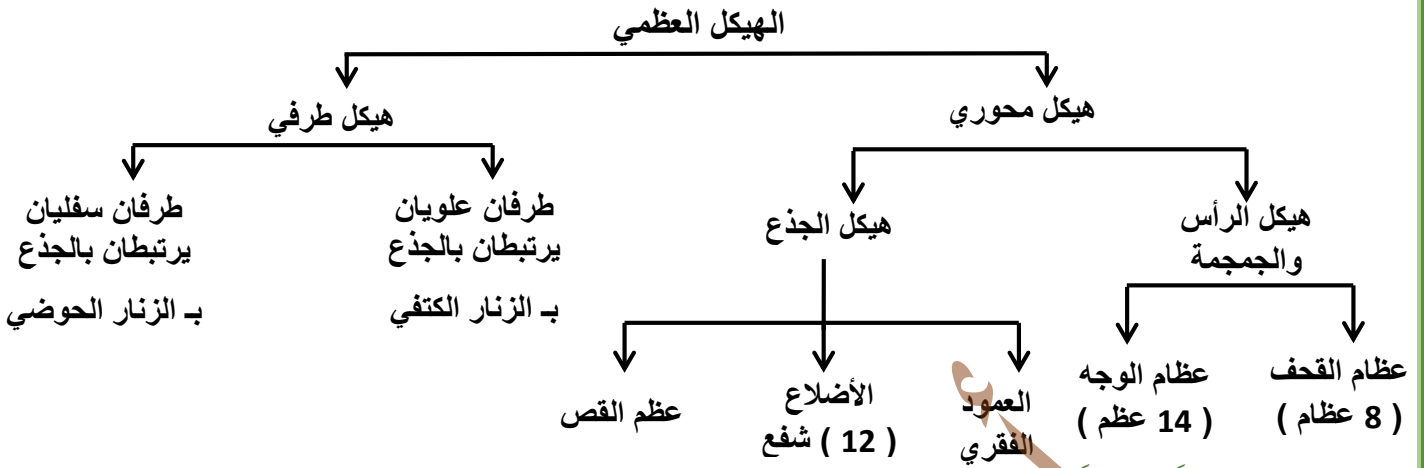 الهيكل العظمي
هيكل محوري
هيكل طرفي
هيكل الرأس
والجمجمة
هيكل الجذع
طرفان علويان
يرتبطان بالجذع
بـ الزنار الكتفي
طرفان سفليان
يرتبطان بالجذع
بـ الزنار الحوضي
عظام القحف
( 8 عظام )
عظام الوجه
( 14 عظم )
العمود
الفقري
الأضلاع
( 12 ) شفع
عظم القص